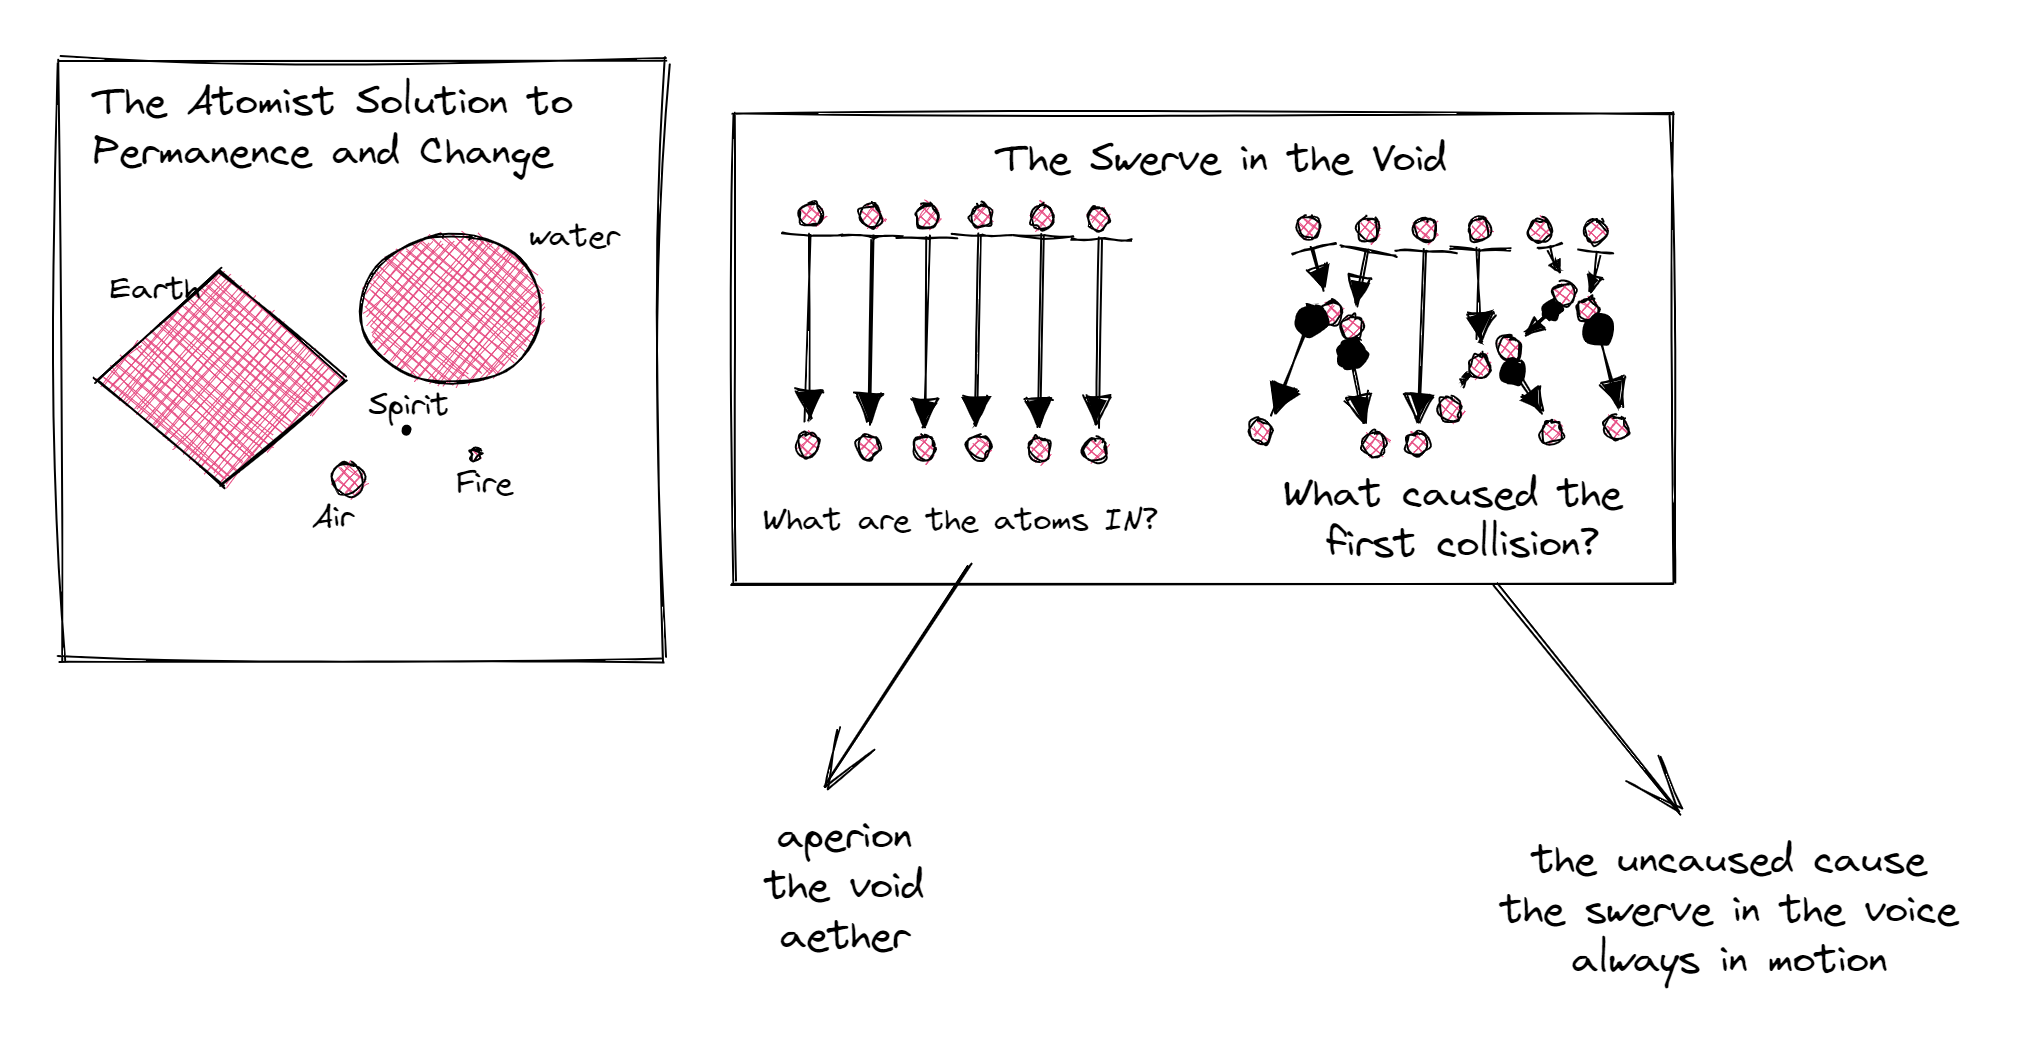 The Atomist Solution to
Permanence and Change
water
Earth
Spirit
Fire
Air
The Swerve in the Void
What are the atoms IN?
What caused the
first collision?
aperion
the void
aether
the uncaused cause
the swerve in the voice
always in motion